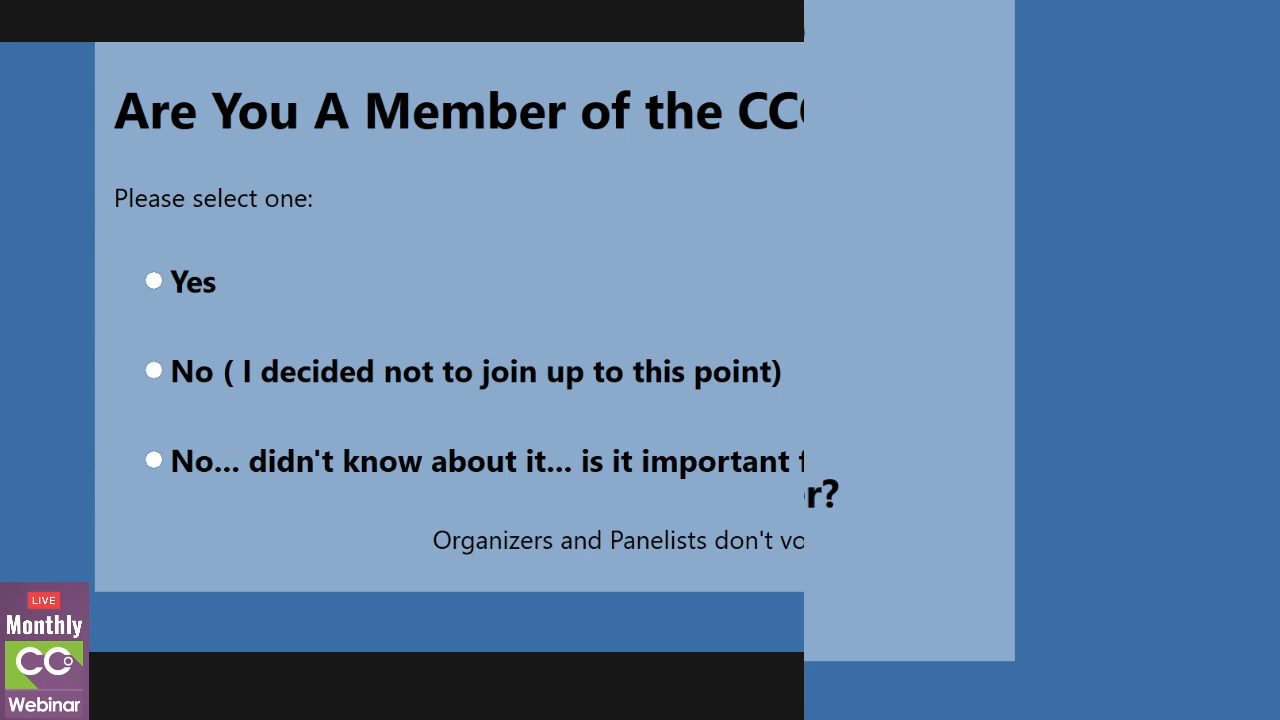 Are You A Member of the CC
Please select one:
Yes
No ( I decided not to join up to this point)
No... didn't know about it... is it important
r?
Organizers and Panelists don't vo
LIVE
Monthly
CCO
Webinar